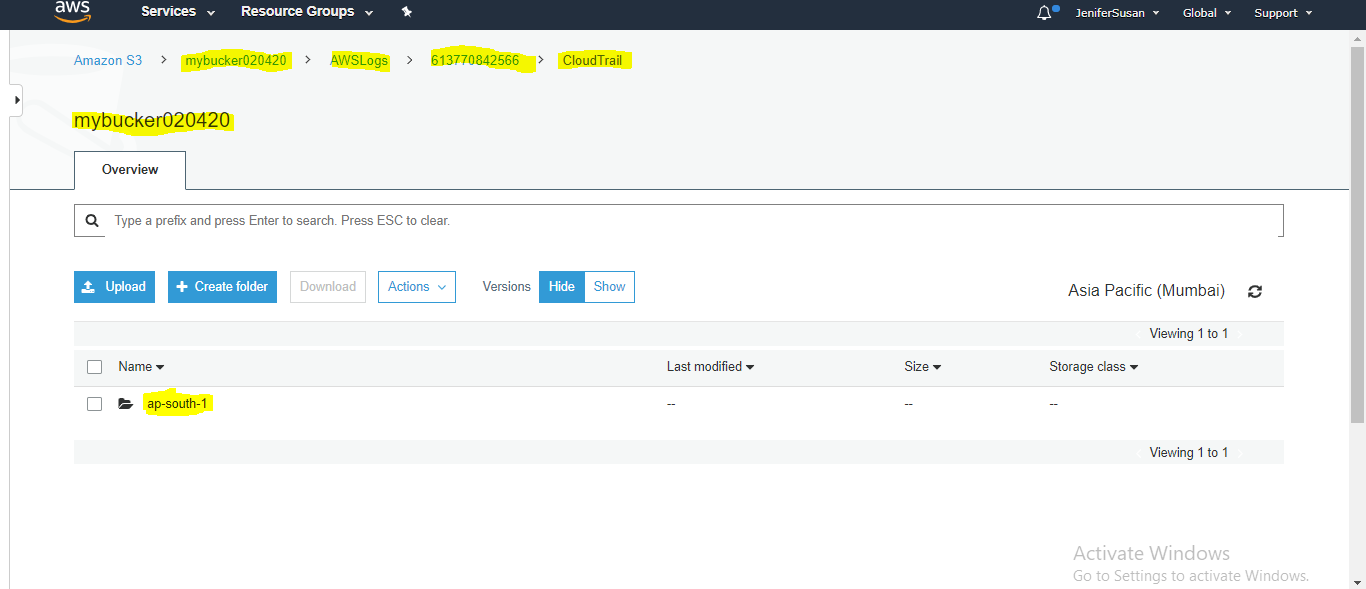 aws Services Resource Groups JeniferSusan Global Support
Amazon S3 > mybucker020420 > AWSLogs > 613770842566 > CloudTrail
mybucker020420
Overview
Type a prefix and press Enter to search. Press ESC to clear.
Upload + Create folder Download Actions Versions Hide Show Asia Pacific (Mumbai)
Viewing 1 to 1
Name Last modified Size Storage class
ap-south-1 -- -- --
Viewing 1 to 1
Activate Windows
Go to Settings to activate Windows.